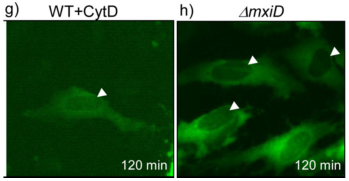 g) WT+CytD
h) ΔmxiD
120 min
120 min